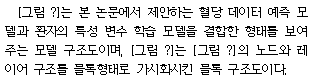 [그림 ?]는 본 논문에서 제안하는 혈당 데이터 예측 모
델과 환자의 특성 변수 학습 모델을 결합한 형태를 보여
주는 모델 구조도이며, [그림 ?]는 [그림 ?]의 노드와 레
이어 구조를 블록형태로 가시화시킨 블록 구조도이다.